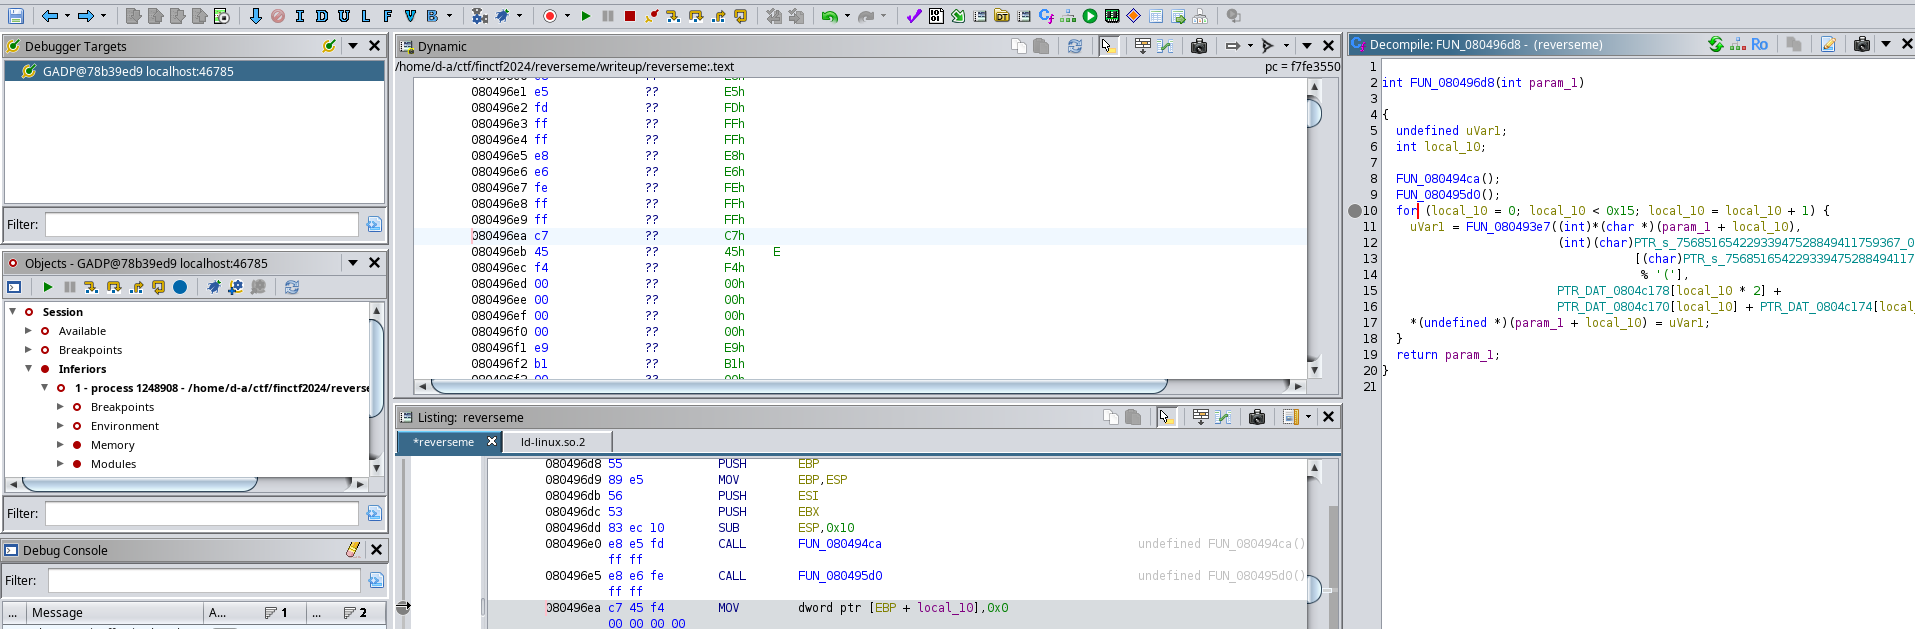 I D U L F V B
Debugger Targets
GADP@78b39ed9 localhost:46785
Filter:
Objects - GADP@78b39ed9 localhost:46785
Session
Available
Breakpoints
Inferiors
1 - process 1248908 - /home/d-a/ctf/finctf2024/reverse
Breakpoints
Environment
Memory
Modules
Filter:
Debug Console
Filter:
... Message A... 1 ... 2
Dynamic
/home/d-a/ctf/finctf2024/reverseme/writeup/reverseme:.text pc = f7fe3550
080496e1 e5 ?? E5h
080496e2 fd ?? FDh
080496e3 ff ?? FFh
080496e4 ff ?? FFh
080496e5 e8 ?? E8h
080496e6 e6 ?? E6h
080496e7 fe ?? FEh
080496e8 ff ?? FFh
080496e9 ff ?? FFh
080496ea c7 ?? C7h
080496eb 45 ?? 45h E
080496ec f4 ?? F4h
080496ed 00 ?? 00h
080496ee 00 ?? 00h
080496ef 00 ?? 00h
080496f0 00 ?? 00h
080496f1 e9 ?? E9h
080496f2 b1 ?? B1h
Listing: reverseme
*reverseme ld-linux.so.2
080496d8 55 PUSH EBP
080496d9 89 e5 MOV EBP,ESP
080496db 56 PUSH ESI
080496dc 53 PUSH EBX
080496dd 83 ec 10 SUB ESP,0x10
080496e0 e8 e5 fd CALL FUN_080494ca undefined FUN_080494ca()
ff ff
080496e5 e8 e6 fe CALL FUN_080495d0 undefined FUN_080495d0()
ff ff
080496ea c7 45 f4 MOV dword ptr [EBP + local_10],0x0
00 00 00 00
Decompile: FUN_080496d8 - (reverseme)
1
2 int FUN_080496d8(int param_1)
3
4 {
5 undefined uVar1;
6 int local_10;
7
8 FUN_080494ca();
9 FUN_080495d0();
10 for (local_10 = 0; local_10 < 0x15; local_10 = local_10 + 1) {
11 uVar1 = FUN_080493e7((int)*(char *)(param_1 + local_10),
12 (int)(char)PTR_s_75685165422933947528849411759367_0
13 [(char)PTR_s_756851654229339475288494117
14 % '('],
15 PTR_DAT_0804c178[local_10 * 2] +
16 PTR_DAT_0804c170[local_10] + PTR_DAT_0804c174[local_
17 *(undefined *)(param_1 + local_10) = uVar1;
18 }
19 return param_1;
20 }
21